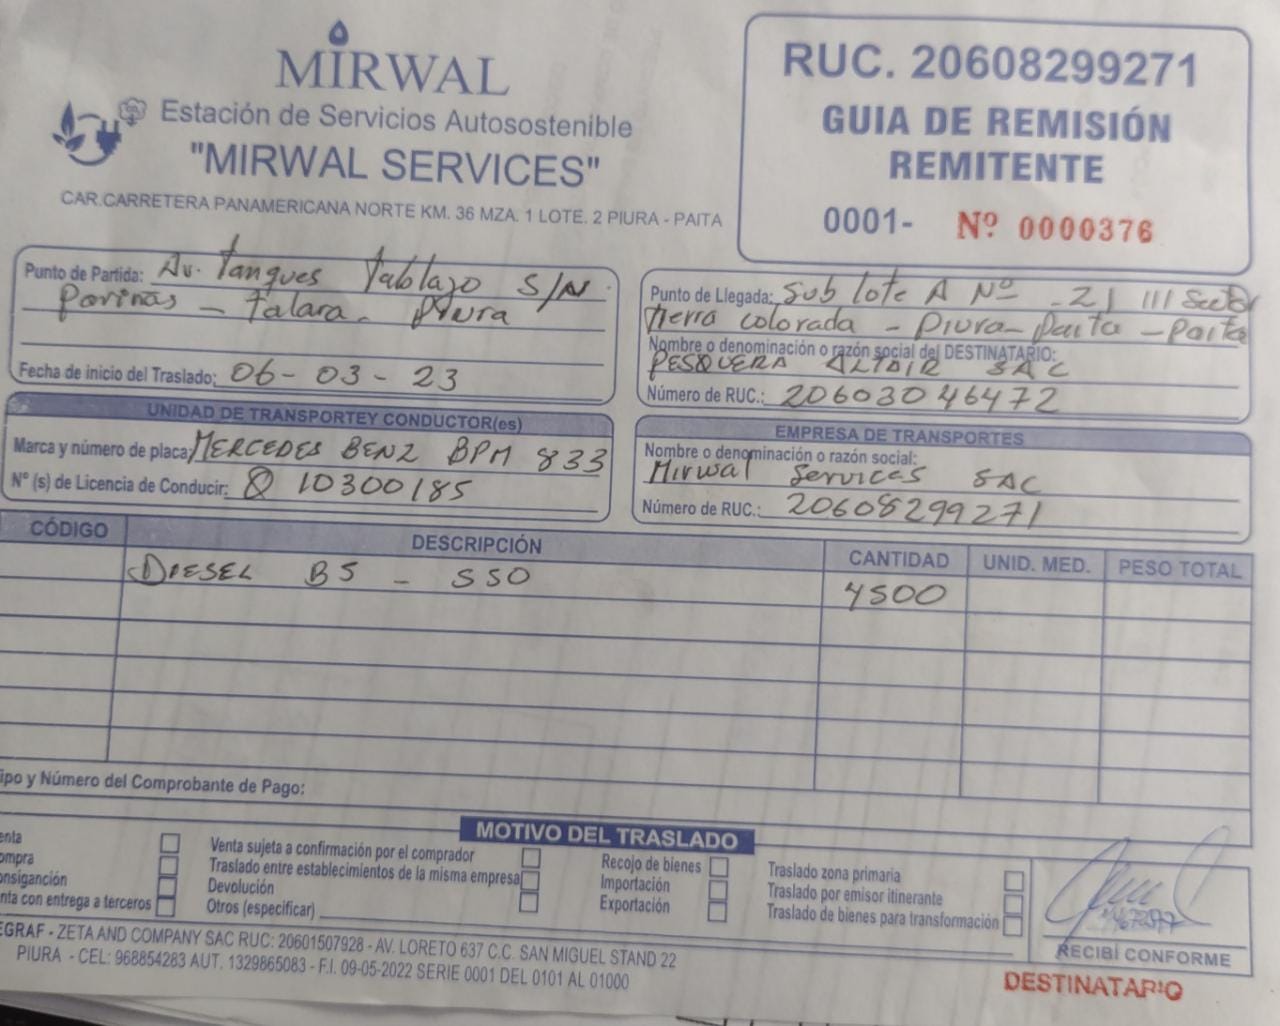 MIRWAL
Estación de Servicios Autosostenible
"MIRWAL SERVICES"
CAR.CARRETERA PANAMERICANA NORTE KM. 36 MZA. 1 LOTE. 2 PIURA - PAITA
RUC. 20608299271
GUIA DE REMISIÓN
REMITENTE
0001- Nº 0000376
Punto de Partida: Av. Tanques Tablazo S/N
Pariñas - Talara - Piura
Fecha de inicio del Traslado: 06-03-23
Punto de Llegada: Sub lote A Nº -21 III Sector
Tierra colorada - Piura - Paita - Paita
Nombre o denominación o razón social del DESTINATARIO:
PESQUERA ALTAIR SAC
Número de RUC.: 20603046472
UNIDAD DE TRANSPORTEY CONDUCTOR(es)
Marca y número de placa: MERCEDES BENZ BPM 833
Nº (s) de Licencia de Conducir: Q 10300185
EMPRESA DE TRANSPORTES
Nombre o denominación o razón social:
Mirwal Services SAC
Número de RUC.: 20608299271
CÓDIGO DESCRIPCIÓN CANTIDAD UNID. MED. PESO TOTAL
DIESEL B5 - S50 4500
ipo y Número del Comprobante de Pago:
MOTIVO DEL TRASLADO
enta
ompra
onsiganción
nta con entrega a terceros
Venta sujeta a confirmación por el comprador
Traslado entre establecimientos de la misma empresa
Devolución
Otros (especificar)
Recojo de bienes
Importación
Exportación
Traslado zona primaria
Traslado por emisor itinerante
Traslado de bienes para transformación
RECIBÍ CONFORME
EGRAF - ZETA AND COMPANY SAC RUC: 20601507928 - AV. LORETO 637 C.C. SAN MIGUEL STAND 22
PIURA - CEL: 968854283 AUT. 1329865083 - F.I. 09-05-2022 SERIE 0001 DEL 0101 AL 01000
DESTINATARIO